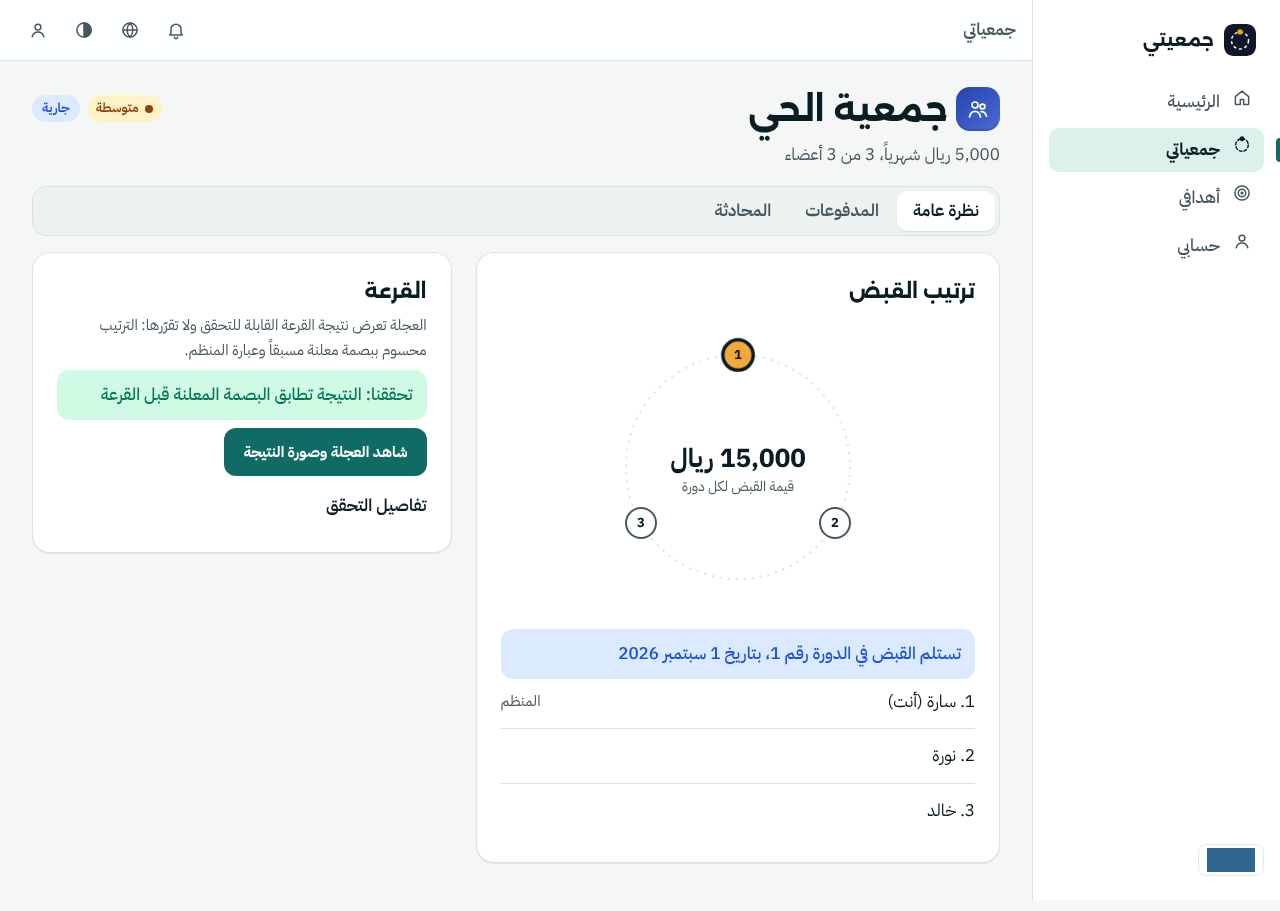 جمعيتي
الرئيسية
جمعياتي
أهدافي
حسابي
جمعياتي
جمعية الحي
متوسطة
جارية
5,000 ريال شهرياً، 3 من 3 أعضاء
نظرة عامة
المدفوعات
المحادثة
ترتيب القبض
1
15,000 ريال
قيمة القبض لكل دورة
2
3
تستلم القبض في الدورة رقم 1، بتاريخ 1 سبتمبر 2026
1. سارة (أنت)
المنظم
2. نورة
3. خالد
القرعة
العجلة تعرض نتيجة القرعة القابلة للتحقق ولا تقرّرها: الترتيب
محسوم ببصمة معلنة مسبقاً وعبارة المنظم.
تحققنا: النتيجة تطابق البصمة المعلنة قبل القرعة
شاهد العجلة وصورة النتيجة
تفاصيل التحقق